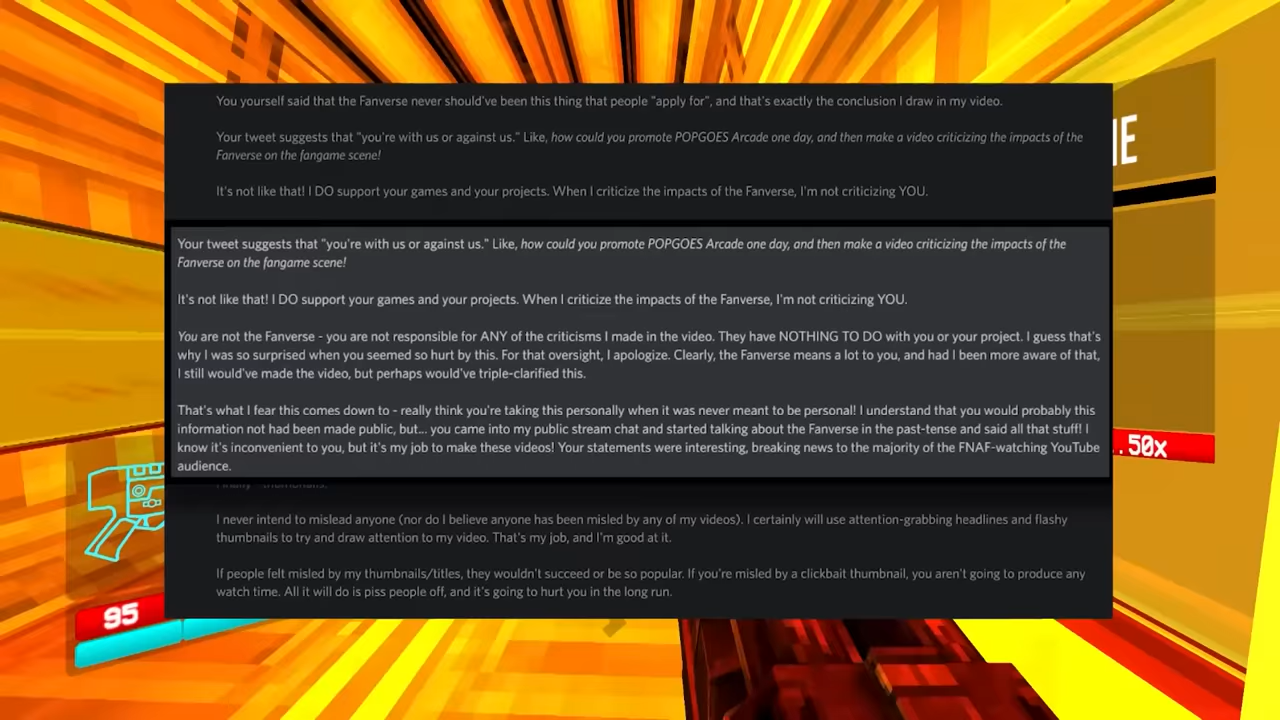 You yourself said that the Fanverse never should've been this thing that people "apply for", and that's exactly the conclusion I draw in my video.
Your tweet suggests that "you're with us or against us." Like, how could you promote POPGOES Arcade one day, and then make a video criticizing the impacts of the
Fanverse on the fangame scene!
It's not like that! I DO support your games and your projects. When I criticize the impacts of the Fanverse, I'm not criticizing YOU.
Your tweet suggests that "you're with us or against us." Like, how could you promote POPGOES Arcade one day, and then make a video criticizing the impacts of the
Fanverse on the fangame scene!
It's not like that! I DO support your games and your projects. When I criticize the impacts of the Fanverse, I'm not criticizing YOU.
You are not the Fanverse - you are not responsible for ANY of the criticisms I made in the video. They have NOTHING TO DO with you or your project. I guess that's
why I was so surprised when you seemed so hurt by this. For that oversight, I apologize. Clearly, the Fanverse means a lot to you, and had I been more aware of that,
I still would've made the video, but perhaps would've triple-clarified this.
That's what I fear this comes down to - really think you're taking this personally when it was never meant to be personal! I understand that you would probably this
information not had been made public, but... you came into my public stream chat and started talking about the Fanverse in the past-tense and said all that stuff! I
know it's inconvenient to you, but it's my job to make these videos! Your statements were interesting, breaking news to the majority of the FNAF-watching YouTube
audience.
I never intend to mislead anyone (nor do I believe anyone has been misled by any of my videos). I certainly will use attention-grabbing headlines and flashy
thumbnails to try and draw attention to my video. That's my job, and I'm good at it.
If people felt misled by my thumbnails/titles, they wouldn't succeed or be so popular. If you're misled by a clickbait thumbnail, you aren't going to produce any
watch time. All it will do is piss people off, and it's going to hurt you in the long run.
IE
.50x
95